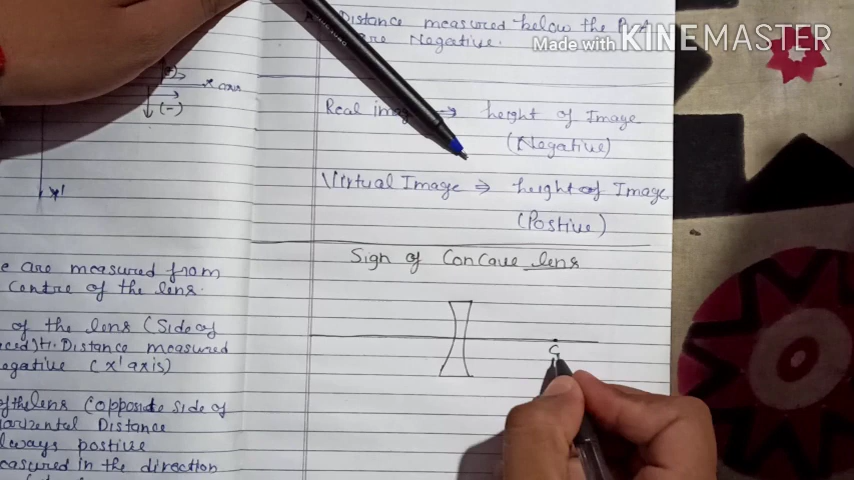 x axis
(-)
y'
e are measured from
centre of the lens.
of the lens (Side of
Distance measured
egative (x' axis)
of the lens (opposite side of
Distance
lways postive
easured in the direction
Distance measured below the
are Negative.
Made with KINEMASTER
Real imag → height of Image
(Negative)
Virtual Image ⇒ height of Image
(Postive)
Sign of Concave lens